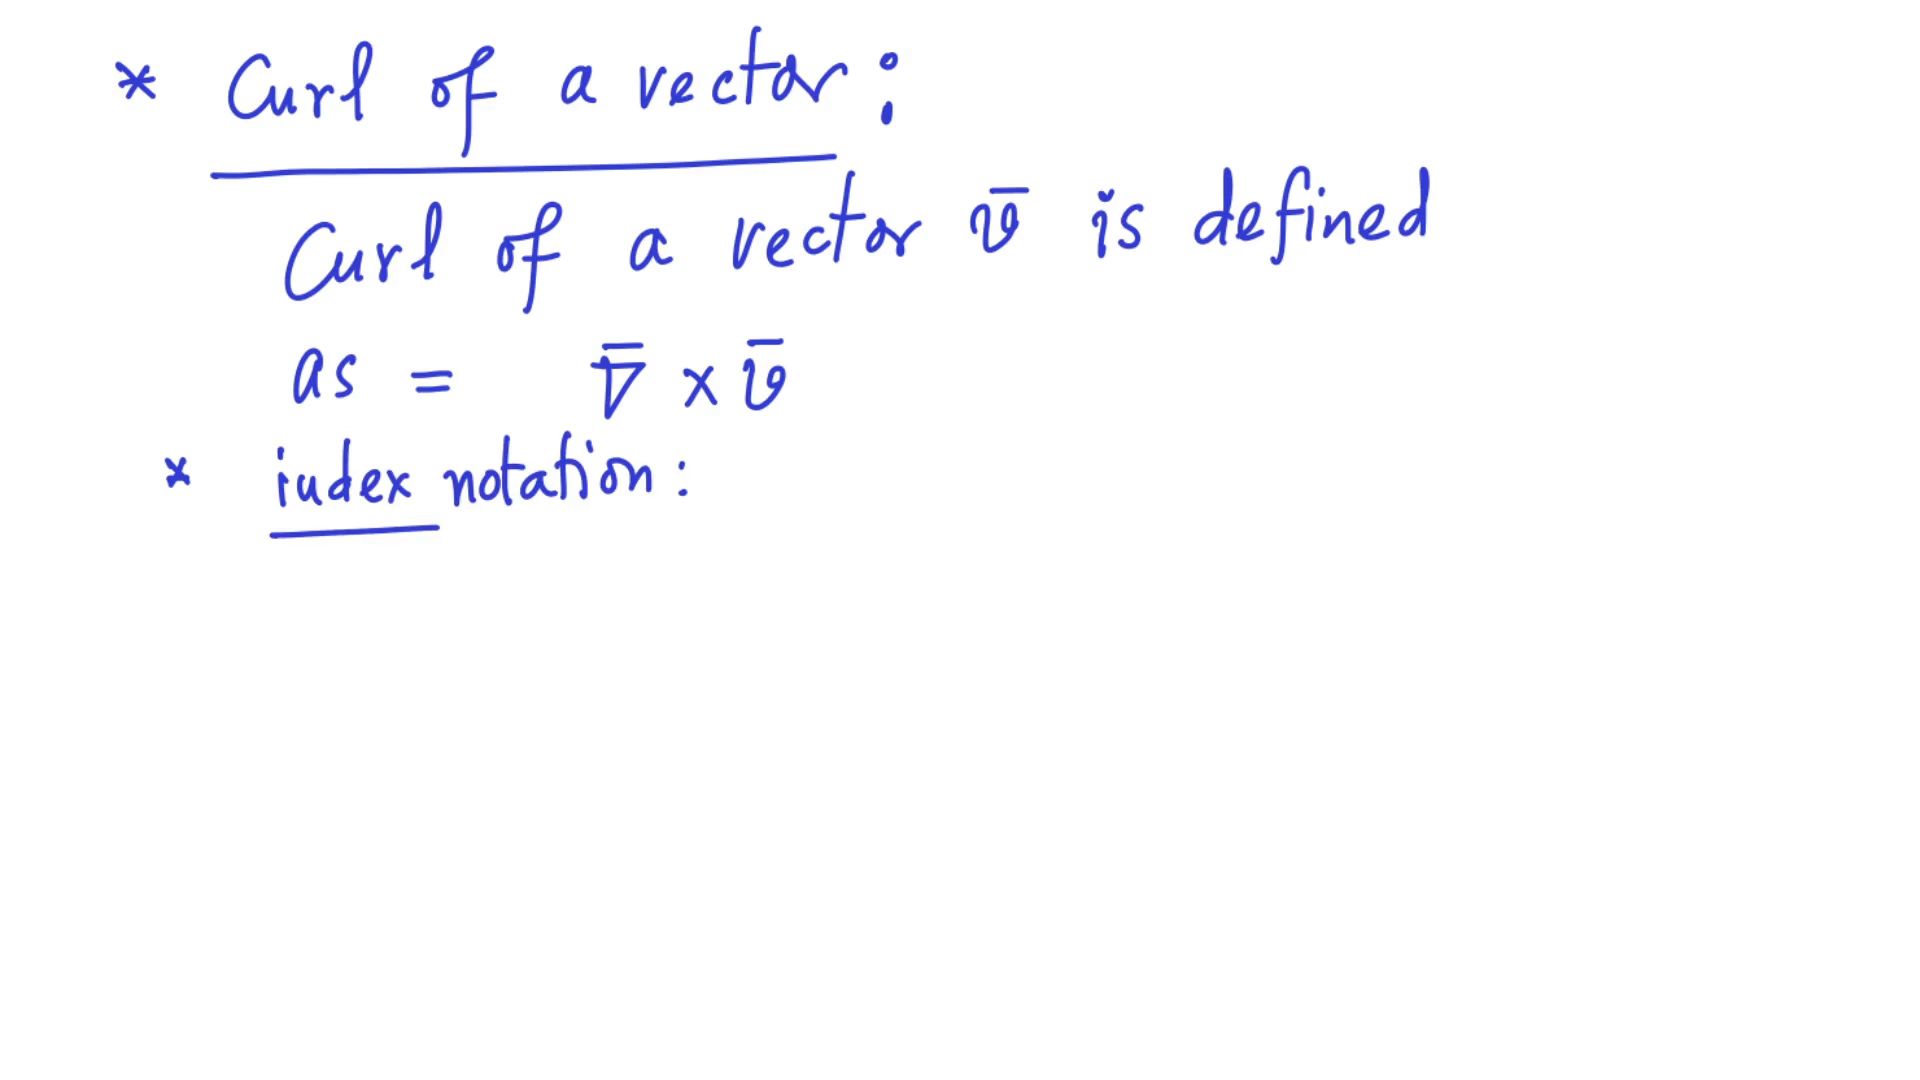 * Curl of a vector :
Curl of a vector v̅ is defined
as = ∇̅ × v̅
* index notation :